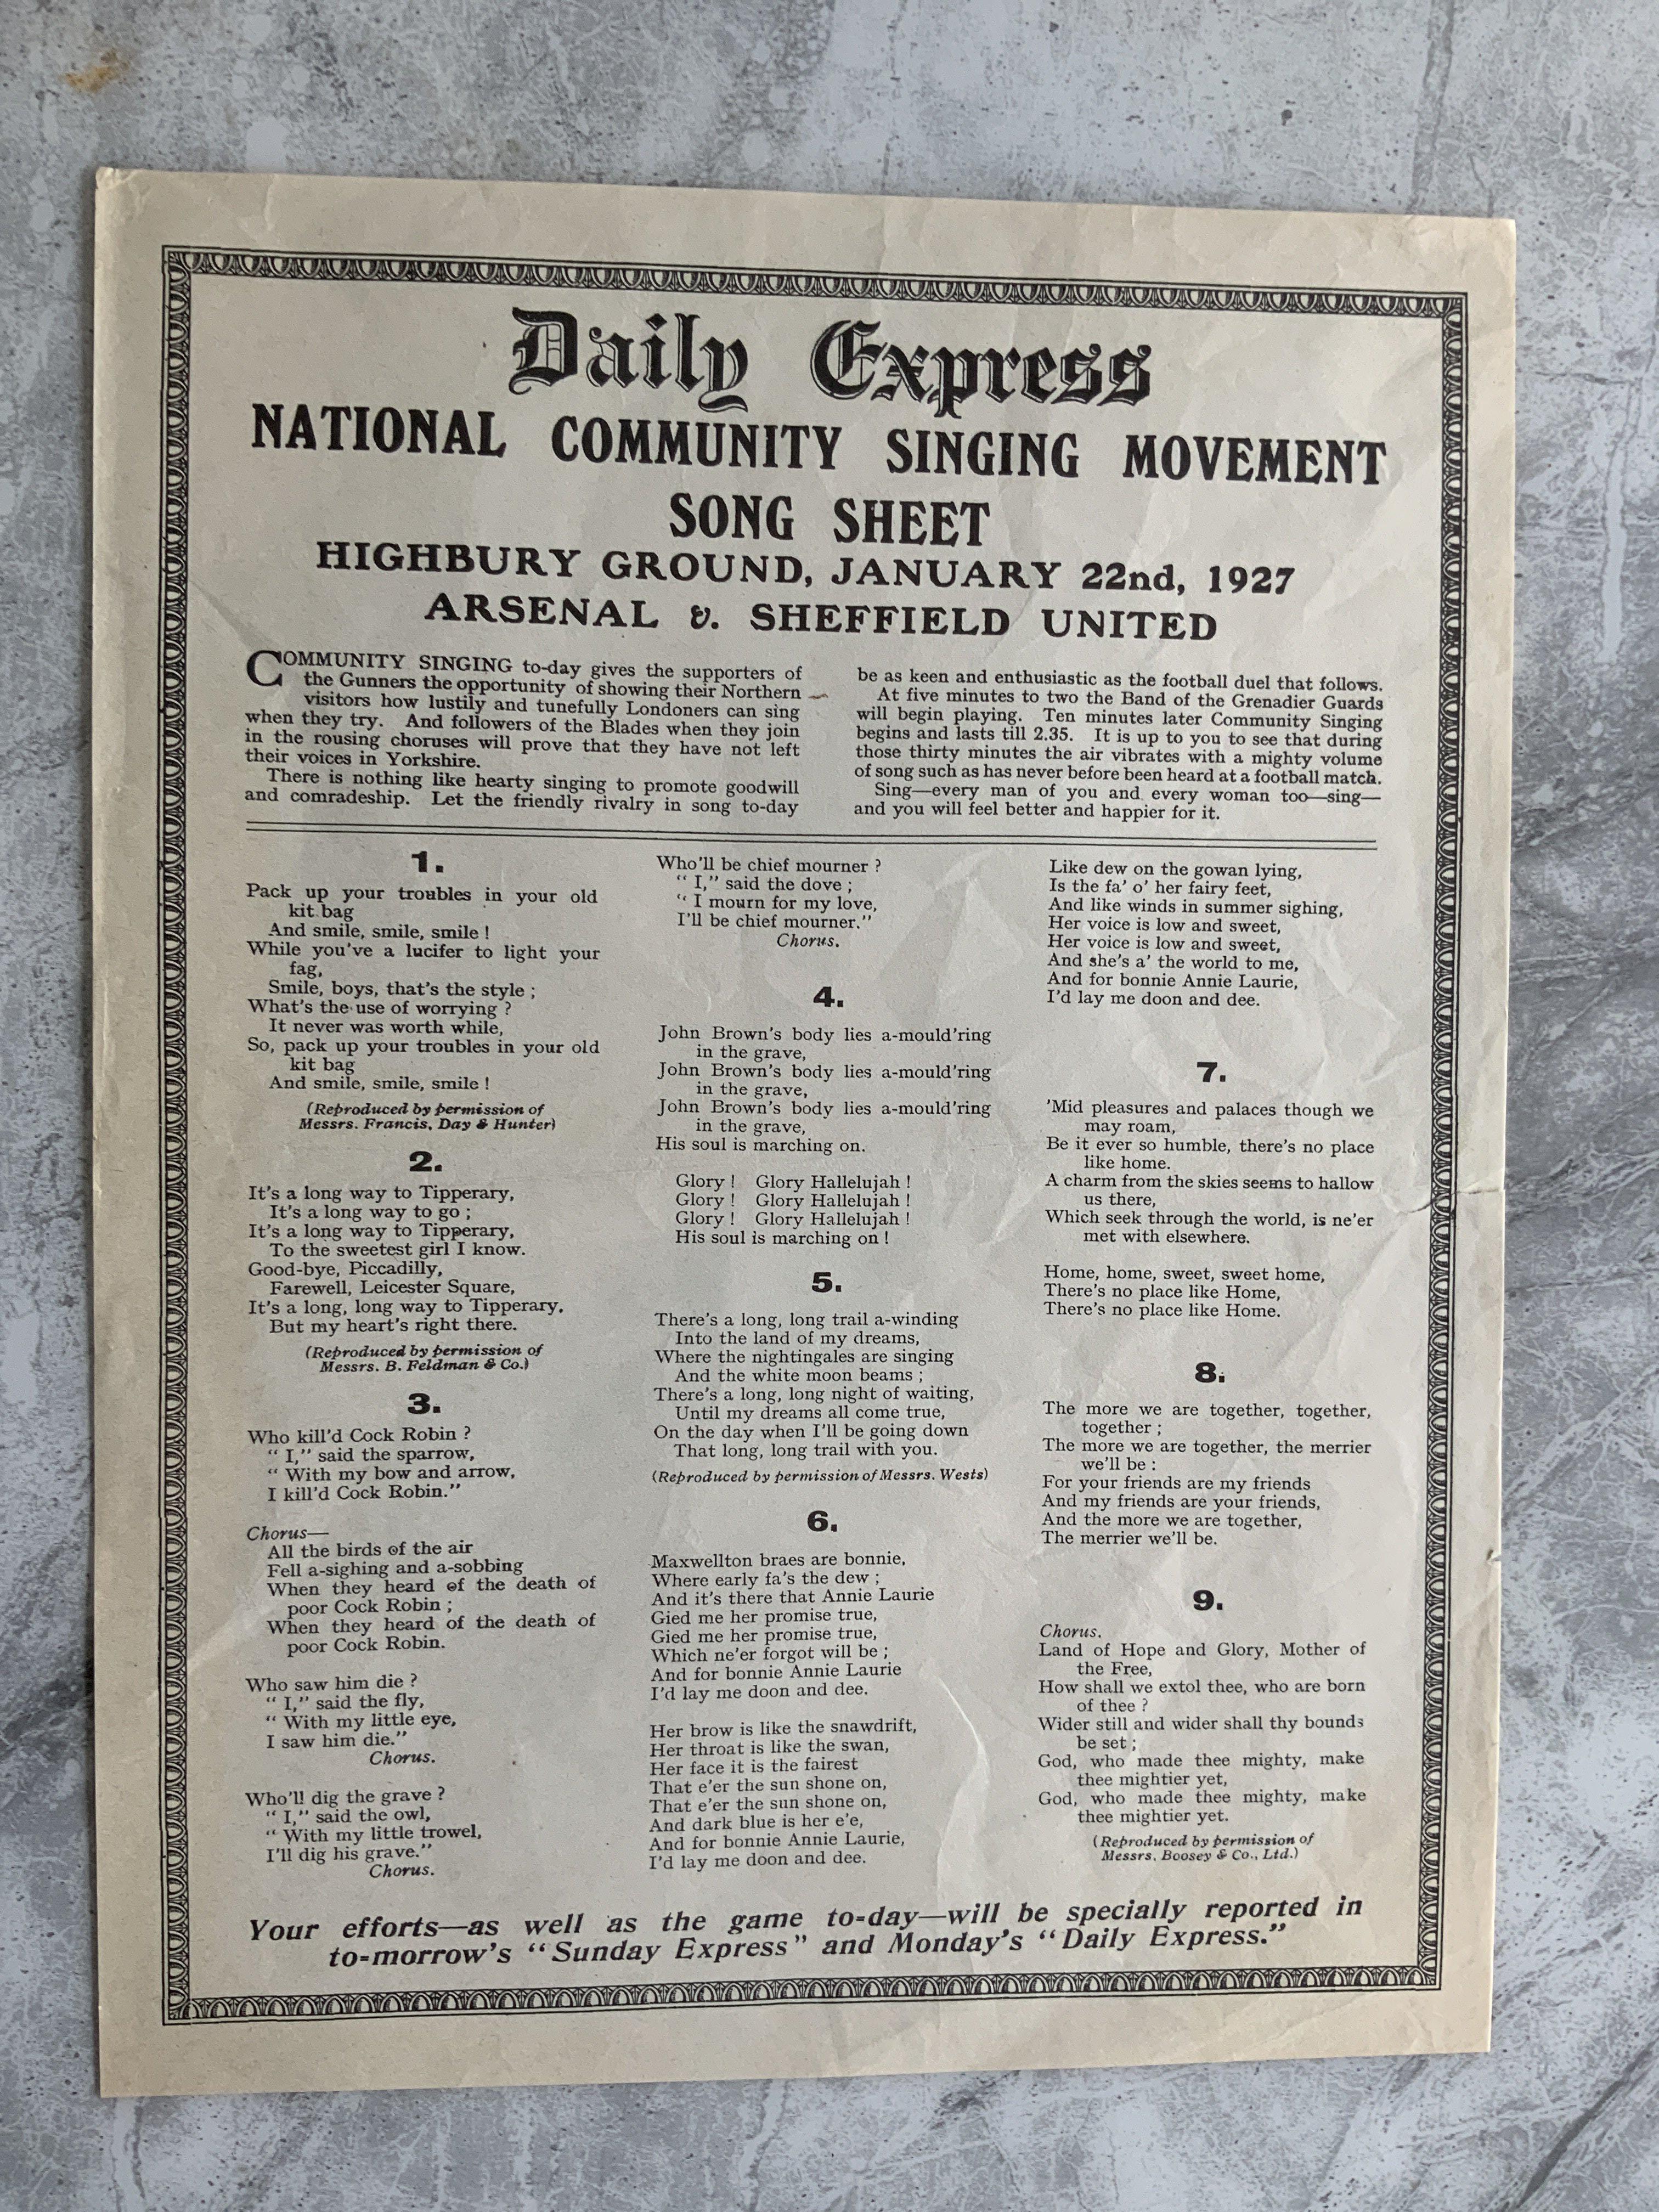 Daily Express
NATIONAL COMMUNITY SINGING MOVEMENT
SONG SHEET
HIGHBURY GROUND, JANUARY 22nd, 1927
ARSENAL v. SHEFFIELD UNITED
COMMUNITY SINGING to-day gives the supporters of
the Gunners the opportunity of showing their Northern
visitors how lustily and tunefully Londoners can sing
when they try. And followers of the Blades when they join
in the rousing choruses will prove that they have not left
their voices in Yorkshire.
There is nothing like hearty singing to promote goodwill
and comradeship. Let the friendly rivalry in song to-day
be as keen and enthusiastic as the football duel that follows.
At five minutes to two the Band of the Grenadier Guards
will begin playing. Ten minutes later Community Singing
begins and lasts till 2.35. It is up to you to see that during
those thirty minutes the air vibrates with a mighty volume
of song such as has never before been heard at a football match.
Sing—every man of you and every woman too—sing—
and you will feel better and happier for it.
1.
Pack up your troubles in your old
kit bag
And smile, smile, smile !
While you've a lucifer to light your
fag,
Smile, boys, that's the style ;
What's the use of worrying ?
It never was worth while,
So, pack up your troubles in your old
kit bag
And smile, smile, smile !
(Reproduced by permission of
Messrs. Francis, Day & Hunter)
2.
It's a long way to Tipperary,
It's a long way to go ;
It's a long way to Tipperary,
To the sweetest girl I know.
Good-bye, Piccadilly,
Farewell, Leicester Square,
It's a long, long way to Tipperary,
But my heart's right there.
(Reproduced by permission of
Messrs. B. Feldman & Co.)
3.
Who kill'd Cock Robin ?
" I," said the sparrow,
" With my bow and arrow,
I kill'd Cock Robin."
Chorus—
All the birds of the air
Fell a-sighing and a-sobbing
When they heard of the death of
poor Cock Robin ;
When they heard of the death of
poor Cock Robin.
Who saw him die ?
" I," said the fly,
" With my little eye,
I saw him die."
Chorus.
Who'll dig the grave ?
" I," said the owl,
" With my little trowel,
I'll dig his grave."
Chorus.
Who'll be chief mourner ?
" I," said the dove ;
" I mourn for my love,
I'll be chief mourner."
Chorus.
4.
John Brown's body lies a-mould'ring
in the grave,
John Brown's body lies a-mould'ring
in the grave,
John Brown's body lies a-mould'ring
in the grave,
His soul is marching on.
Glory ! Glory Hallelujah !
Glory ! Glory Hallelujah !
Glory ! Glory Hallelujah !
His soul is marching on !
5.
There's a long, long trail a-winding
Into the land of my dreams,
Where the nightingales are singing
And the white moon beams ;
There's a long, long night of waiting,
Until my dreams all come true,
On the day when I'll be going down
That long, long trail with you.
(Reproduced by permission of Messrs. Wests)
6.
Maxwellton braes are bonnie,
Where early fa's the dew ;
And it's there that Annie Laurie
Gied me her promise true,
Gied me her promise true,
Which ne'er forgot will be ;
And for bonnie Annie Laurie
I'd lay me doon and dee.
Her brow is like the snawdrift,
Her throat is like the swan,
Her face it is the fairest
That e'er the sun shone on,
That e'er the sun shone on,
And dark blue is her e'e,
And for bonnie Annie Laurie,
I'd lay me doon and dee.
Like dew on the gowan lying,
Is the fa' o' her fairy feet,
And like winds in summer sighing,
Her voice is low and sweet,
Her voice is low and sweet,
And she's a' the world to me,
And for bonnie Annie Laurie,
I'd lay me doon and dee.
7.
'Mid pleasures and palaces though we
may roam,
Be it ever so humble, there's no place
like home.
A charm from the skies seems to hallow
us there,
Which seek through the world, is ne'er
met with elsewhere.
Home, home, sweet, sweet home,
There's no place like Home,
There's no place like Home.
8.
The more we are together, together,
together ;
The more we are together, the merrier
we'll be :
For your friends are my friends
And my friends are your friends,
And the more we are together,
The merrier we'll be.
9.
Chorus.
Land of Hope and Glory, Mother of
the Free,
How shall we extol thee, who are born
of thee ?
Wider still and wider shall thy bounds
be set ;
God, who made thee mighty, make
thee mightier yet,
God, who made thee mighty, make
thee mightier yet.
(Reproduced by permission of
Messrs. Boosey & Co., Ltd.)
Your efforts—as well as the game to-day—will be specially reported in
to-morrow's "Sunday Express" and Monday's "Daily Express."